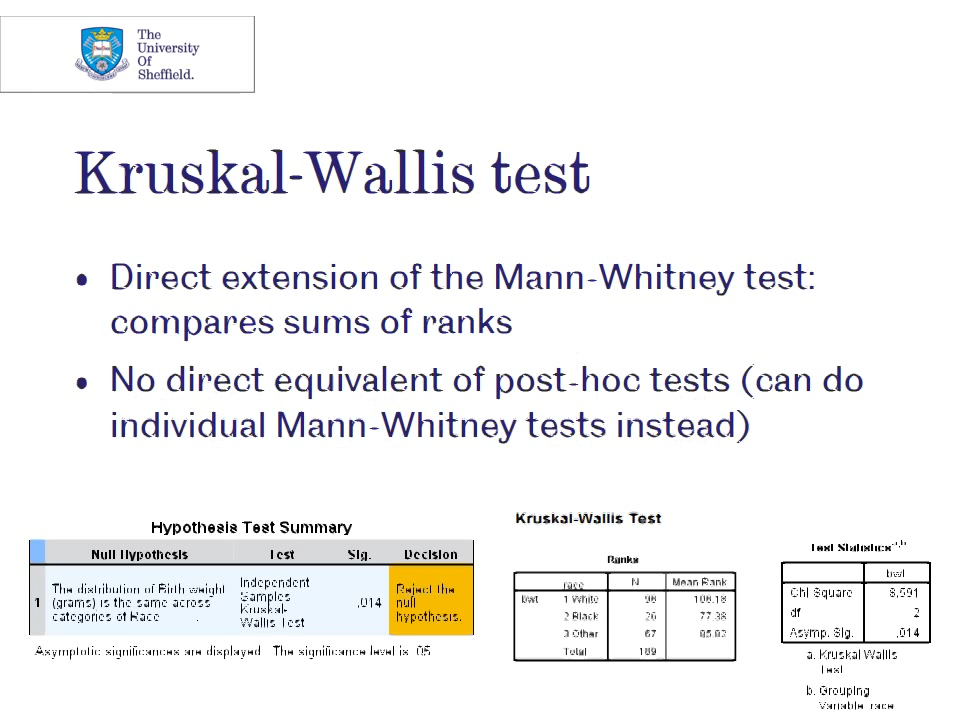 The
University
Of
Sheffield.
Kruskal-Wallis test
• Direct extension of the Mann-Whitney test:
compares sums of ranks
• No direct equivalent of post-hoc tests (can do
individual Mann-Whitney tests instead)
Hypothesis Test Summary
Null Hypothesis Test Sig. Decision
1 The distribution of Birth weight (grams) is the same across categories of Race . Independent Samples Kruskal-Wallis Test .014 Reject the null hypothesis.
Asymptotic significances are displayed. The significance level is .05
Kruskal-Wallis Test
Ranks
race N Mean Rank
bwt 1 White 96
2 Black 26 77.38
3 Other 67
Total 189
Test Statistics a,b
bwt
Chi Square 8.591
df 2
Asymp. Sig. .014
a. Kruskal Wallis
Test
b. Grouping
Variable race